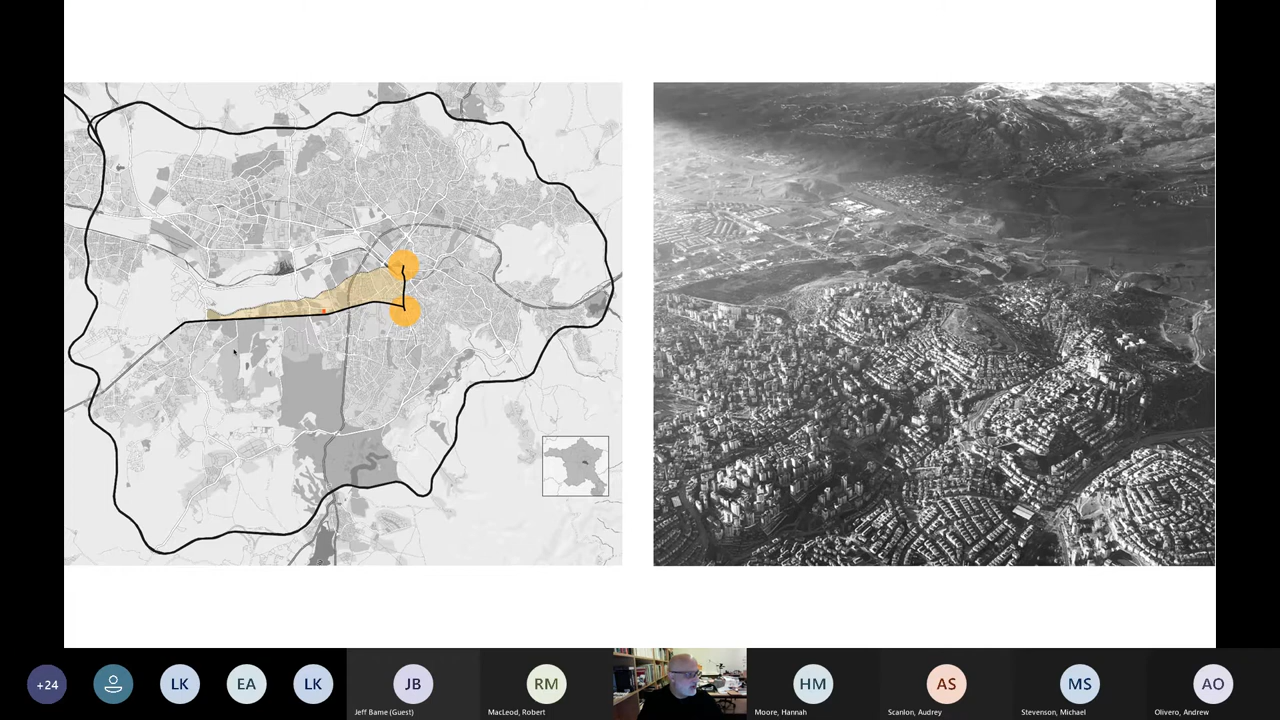 +24
LK
EA
LK
JB
Jeff Bame (Guest)
RM
MacLeod, Robert
HM
Moore, Hannah
AS
Scanlon, Audrey
MS
Stevenson, Michael
AO
Olivero, Andrew